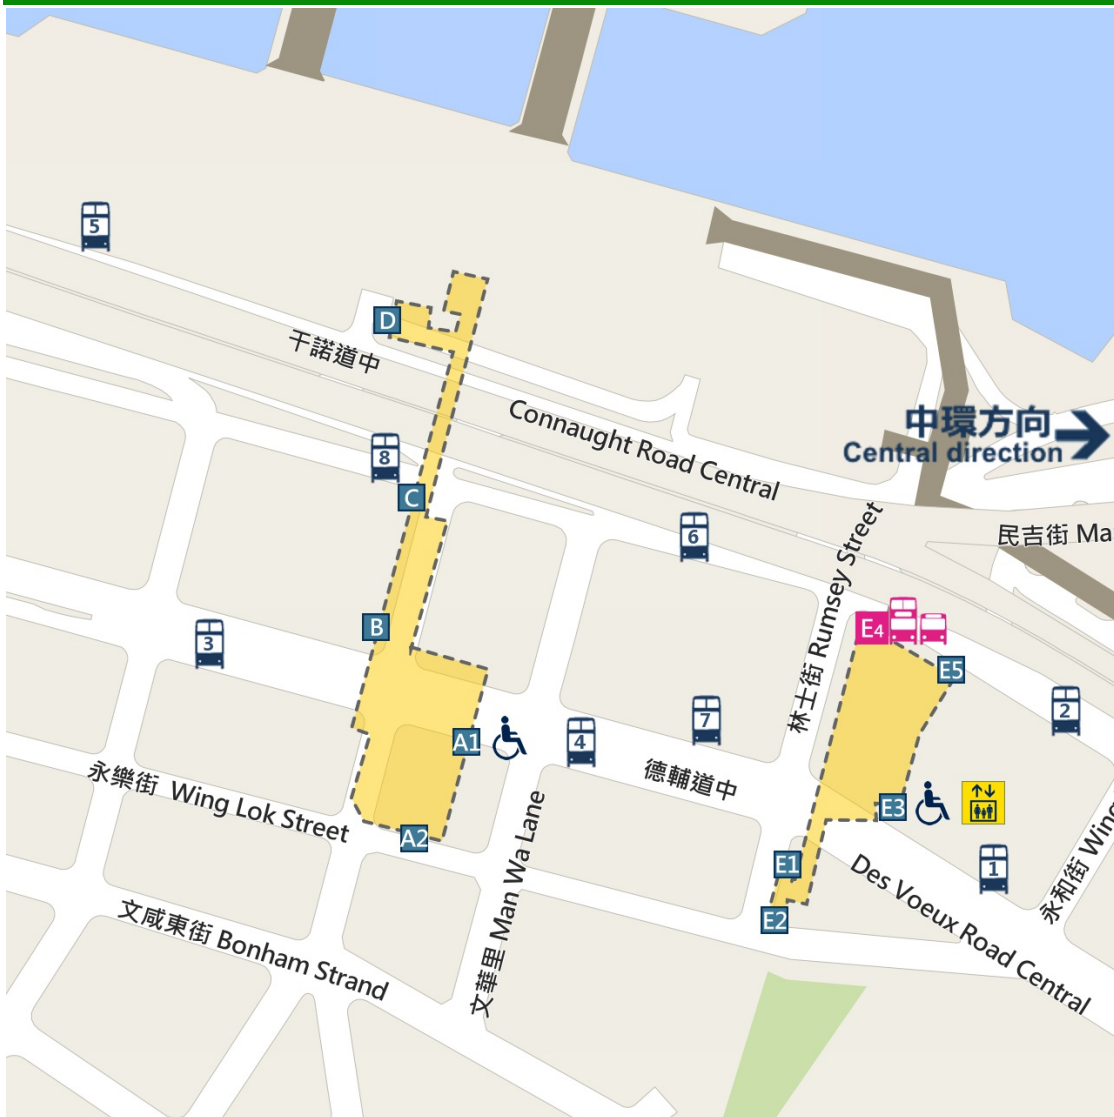 5
D
干諾道中
Connaught Road Central
中環方向
Central direction
8
C
6
林士街 Rumsey Street
民吉街 Ma
B
3
E4
E5
A1
4
7
2
德輔道中
永樂街 Wing Lok Street
A2
文華里 Man Wa Lane
E3
E1
1
Des Voeux Road Central
永和街 Wing
E2
文咸東街 Bonham Strand